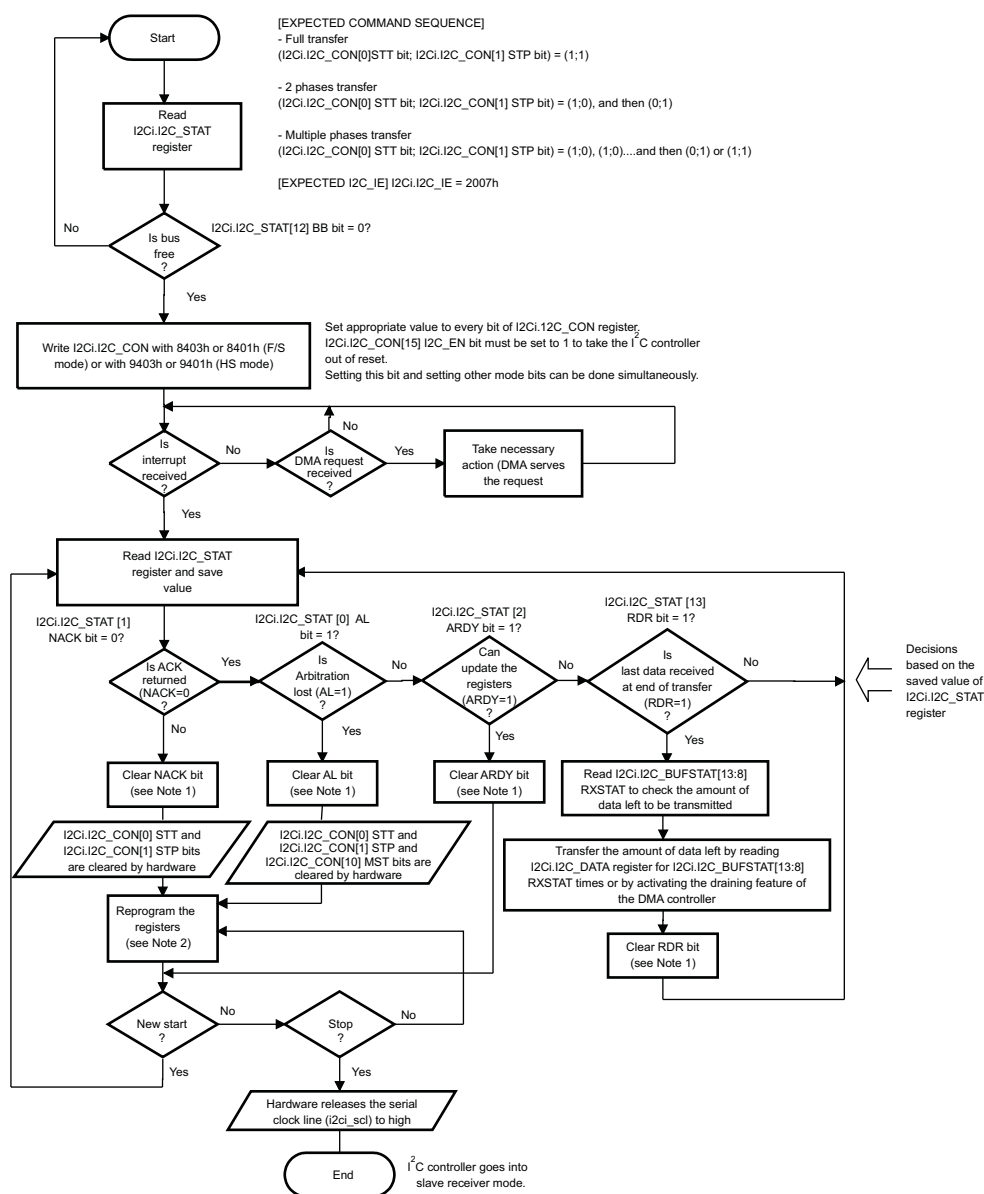 Start
[EXPECTED COMMAND SEQUENCE]
- Full transfer
(I2Ci.I2C_CON[0]STT bit; I2Ci.I2C_CON[1] STP bit) = (1;1)
- 2 phases transfer
(I2Ci.I2C_CON[0] STT bit; I2Ci.I2C_CON[1] STP bit) = (1;0), and then (0;1)
- Multiple phases transfer
(I2Ci.I2C_CON[0] STT bit; I2Ci.I2C_CON[1] STP bit) = (1;0), (1;0)....and then (0;1) or (1;1)
[EXPECTED I2C_IE] I2Ci.I2C_IE = 2007h
Read
I2Ci.I2C_STAT
register
No
I2Ci.I2C_STAT[12] BB bit = 0?
Is bus
free
?
Yes
Write I2Ci.I2C_CON with 8403h or 8401h (F/S
mode) or with 9403h or 9401h (HS mode)
Set appropriate value to every bit of I2Ci.12C_CON register.
I2Ci.I2C_CON[15] I2C_EN bit must be set to 1 to take the I2C controller
out of reset.
Setting this bit and setting other mode bits can be done simultaneously.
Is
interrupt
received
?
No
Is
DMA request
received
?
No
Yes
Take necessary
action (DMA serves
the request
Yes
Read I2Ci.I2C_STAT
register and save
value
I2Ci.I2C_STAT [1]
NACK bit = 0?
I2Ci.I2C_STAT [0] AL
bit = 1?
I2Ci.I2C_STAT [2]
ARDY bit = 1?
I2Ci.I2C_STAT [13]
RDR bit = 1?
Is ACK
returned
(NACK=0
?
Yes
Is
Arbitration
lost (AL=1)
?
No
Can
update the
registers
(ARDY=1)
?
No
Is
last data received
at end of transfer
(RDR=1)
?
No
Decisions
based on the
saved value of
I2Ci.I2C_STAT
register
No
Yes
Yes
Yes
Clear NACK bit
(see Note 1)
Clear AL bit
(see Note 1)
Clear ARDY bit
(see Note 1)
Read I2Ci.I2C_BUFSTAT[13:8]
RXSTAT to check the amount of
data left to be transmitted
I2Ci.I2C_CON[0] STT and
I2Ci.I2C_CON[1] STP bits
are cleared by hardware
I2Ci.I2C_CON[0] STT and
I2Ci.I2C_CON[1] STP and
I2Ci.I2C_CON[10] MST bits are
cleared by hardware
Transfer the amount of data left by reading
I2Ci.I2C_DATA register for I2Ci.I2C_BUFSTAT[13:8]
RXSTAT times or by activating the draining feature of
the DMA controller
Reprogram the
registers
(see Note 2)
Clear RDR bit
(see Note 1)
New start
?
No
Stop
?
No
Yes
Yes
Hardware releases the serial
clock line (i2ci_scl) to high
End
I2C controller goes into
slave receiver mode.